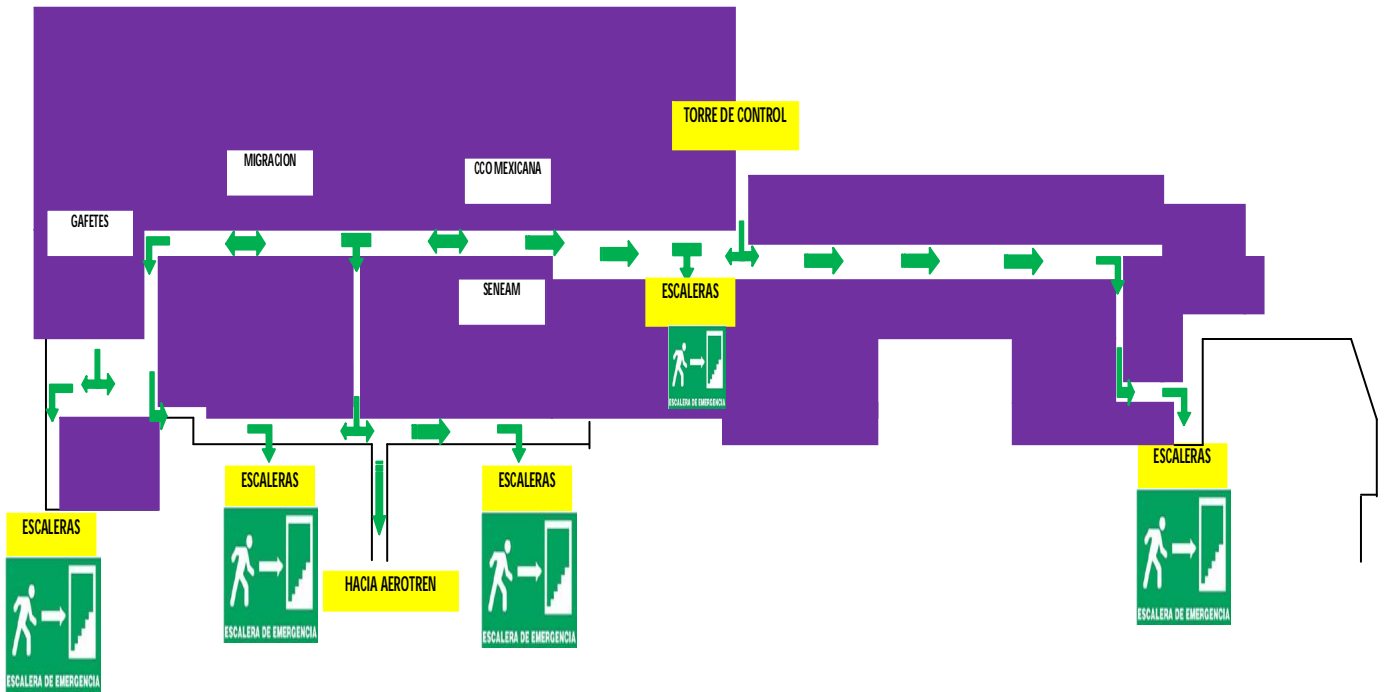 TORRE DE CONTROL
MIGRACION
CCO MEXICANA
GAFETES
SENEAM
ESCALERAS
ESCALERA DE EMERGENCIA
ESCALERAS
ESCALERA DE EMERGENCIA
ESCALERAS
ESCALERA DE EMERGENCIA
ESCALERAS
ESCALERA DE EMERGENCIA
ESCALERAS
ESCALERA DE EMERGENCIA
HACIA AEROTREN